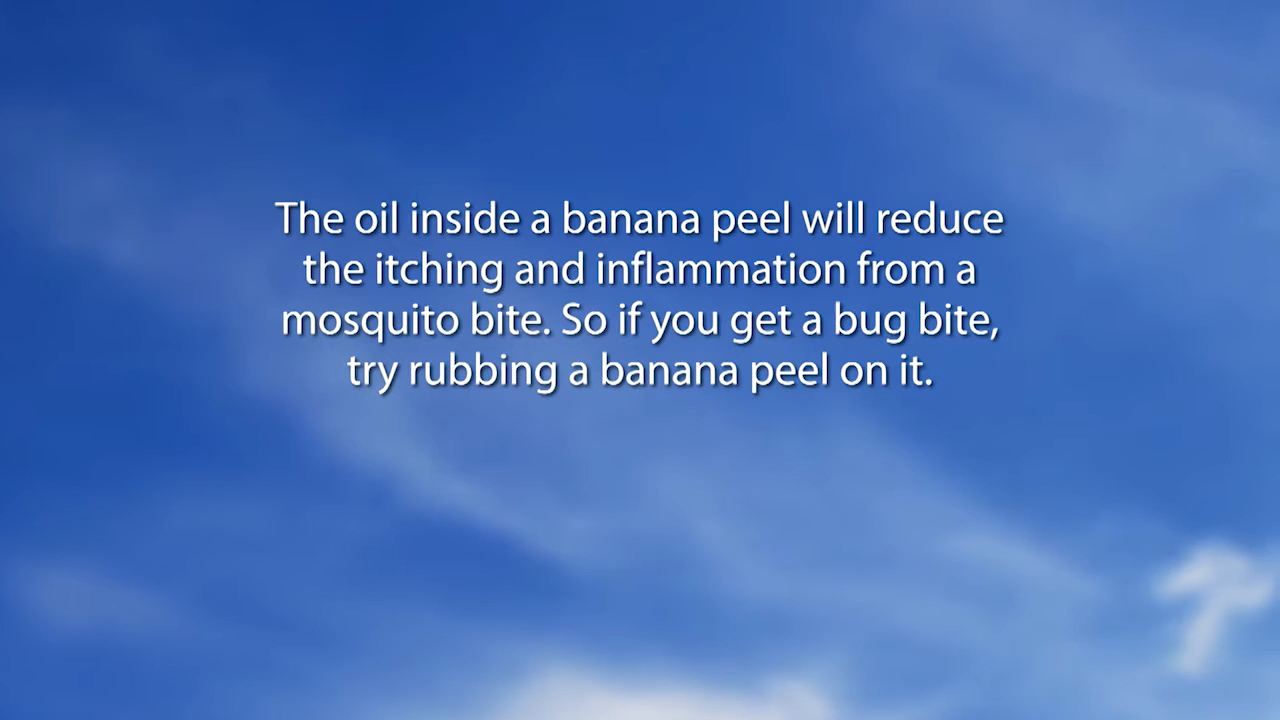 The oil inside a banana peel will reduce
the itching and inflammation from a
mosquito bite. So if you get a bug bite,
try rubbing a banana peel on it.